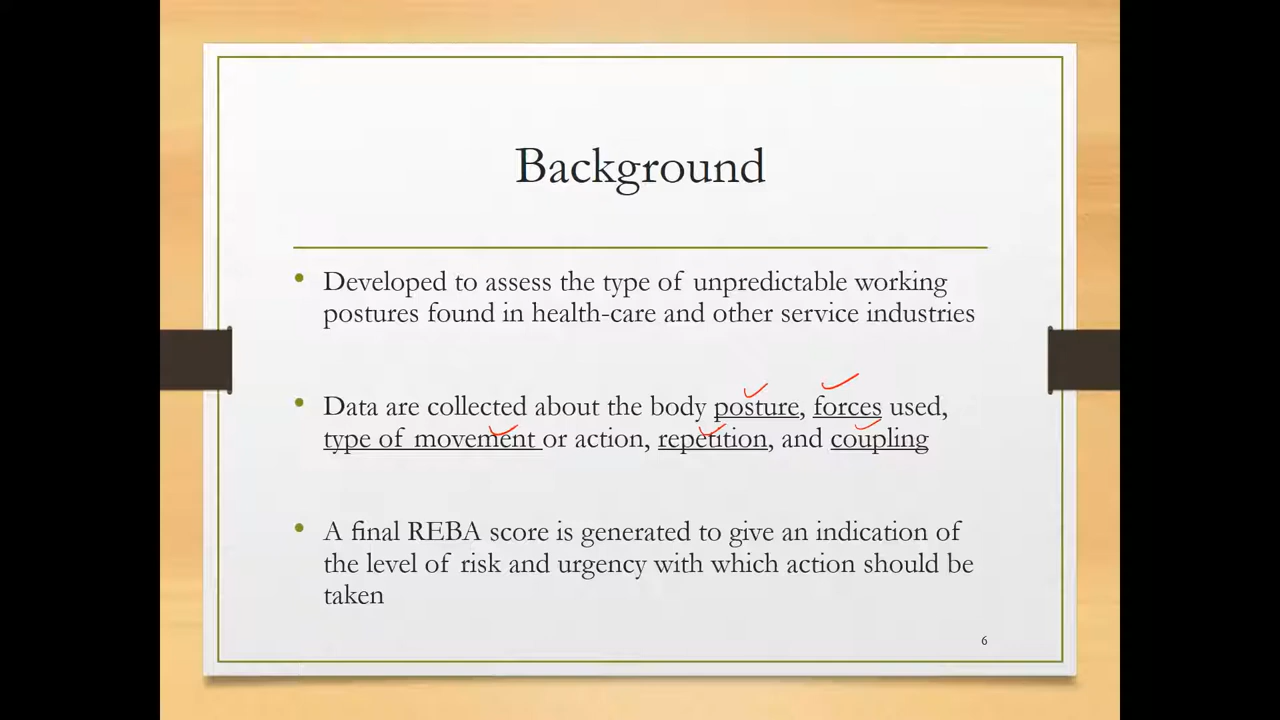 Background
Developed to assess the type of unpredictable working
postures found in health-care and other service industries
Data are collected about the body posture, forces used,
type of movement or action, repetition, and coupling
A final REBA score is generated to give an indication of
the level of risk and urgency with which action should be
taken
6